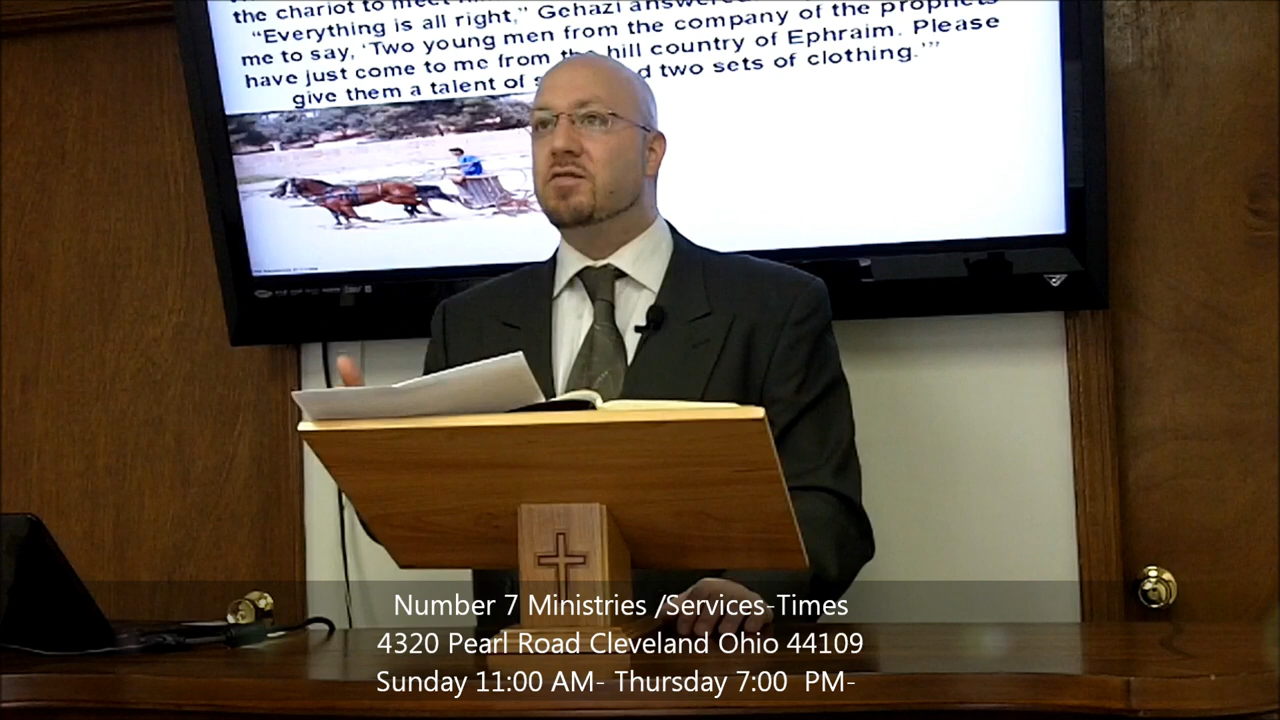 the chariot to meet
"Everything is all right," Gehazi answered
me to say, 'Two young men from the company of the prophets
have just come to me from the hill country of Ephraim. Please
give them a talent of two sets of clothing.'"
Number 7 Ministries /Services-Times
4320 Pearl Road Cleveland Ohio 44109
Sunday 11:00 AM- Thursday 7:00 PM-